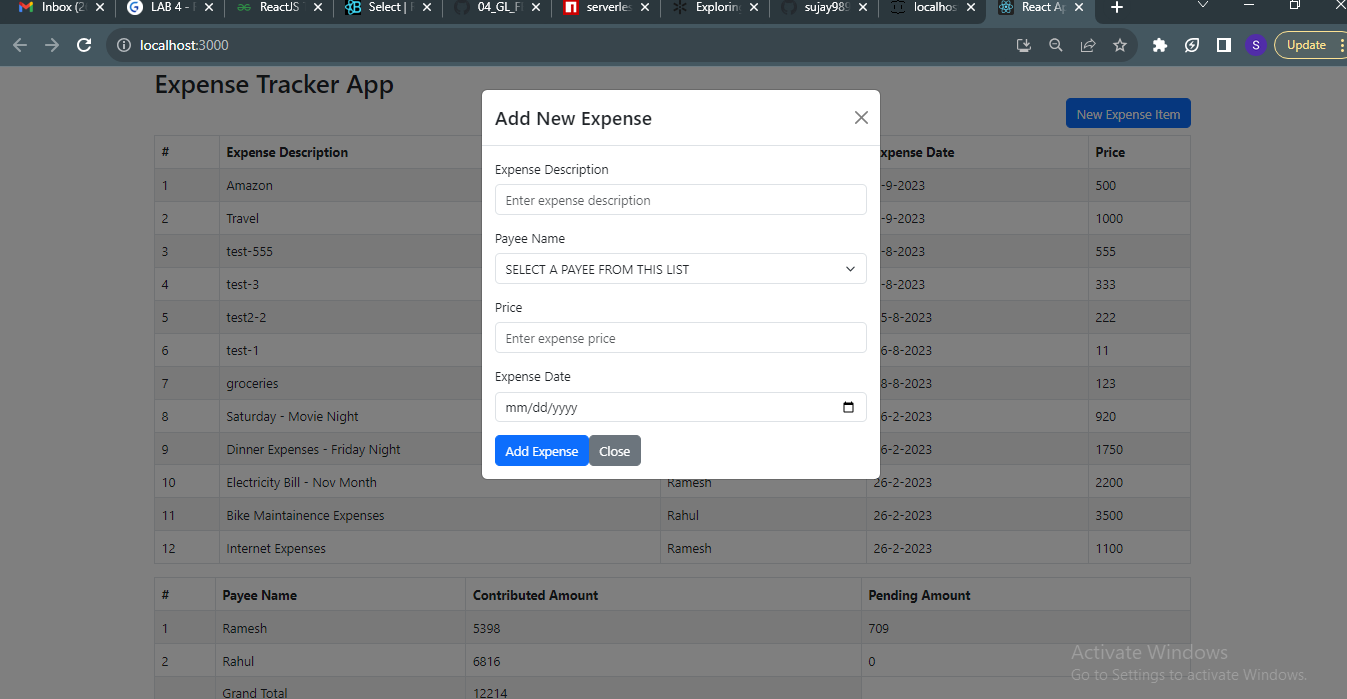 Inbox (2 LAB 4 - ReactJS Select | 04_GL_F serverles Explorin sujay989 localhos React Ap
localhost:3000 S Update
Expense Tracker App
New Expense Item
Add New Expense
# Expense Description xpense Date Price
1 Amazon -9-2023 500
2 Travel -9-2023 1000
3 test-555 -8-2023 555
4 test-3 -8-2023 333
5 test2-2 5-8-2023 222
6 test-1 6-8-2023 11
7 groceries 8-8-2023 123
8 Saturday - Movie Night 6-2-2023 920
9 Dinner Expenses - Friday Night 6-2-2023 1750
10 Electricity Bill - Nov Month Ramesh 26-2-2023 2200
11 Bike Maintainence Expenses Rahul 26-2-2023 3500
12 Internet Expenses Ramesh 26-2-2023 1100
Expense Description
Enter expense description
Payee Name
SELECT A PAYEE FROM THIS LIST
Price
Enter expense price
Expense Date
mm/dd/yyyy
Add Expense Close
# Payee Name Contributed Amount Pending Amount
1 Ramesh 5398 709
2 Rahul 6816 0
Grand Total 12214
Activate Windows
Go to Settings to activate Windows.